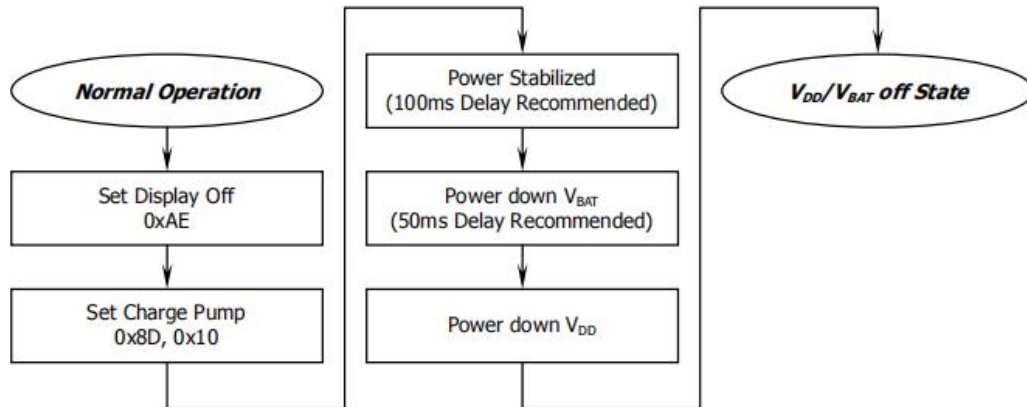 Normal Operation
Set Display Off
0xAE
Set Charge Pump
0x8D, 0x10
Power Stabilized
(100ms Delay Recommended)
Power down VBAT
(50ms Delay Recommended)
Power down VDD
VDD/VBAT off State